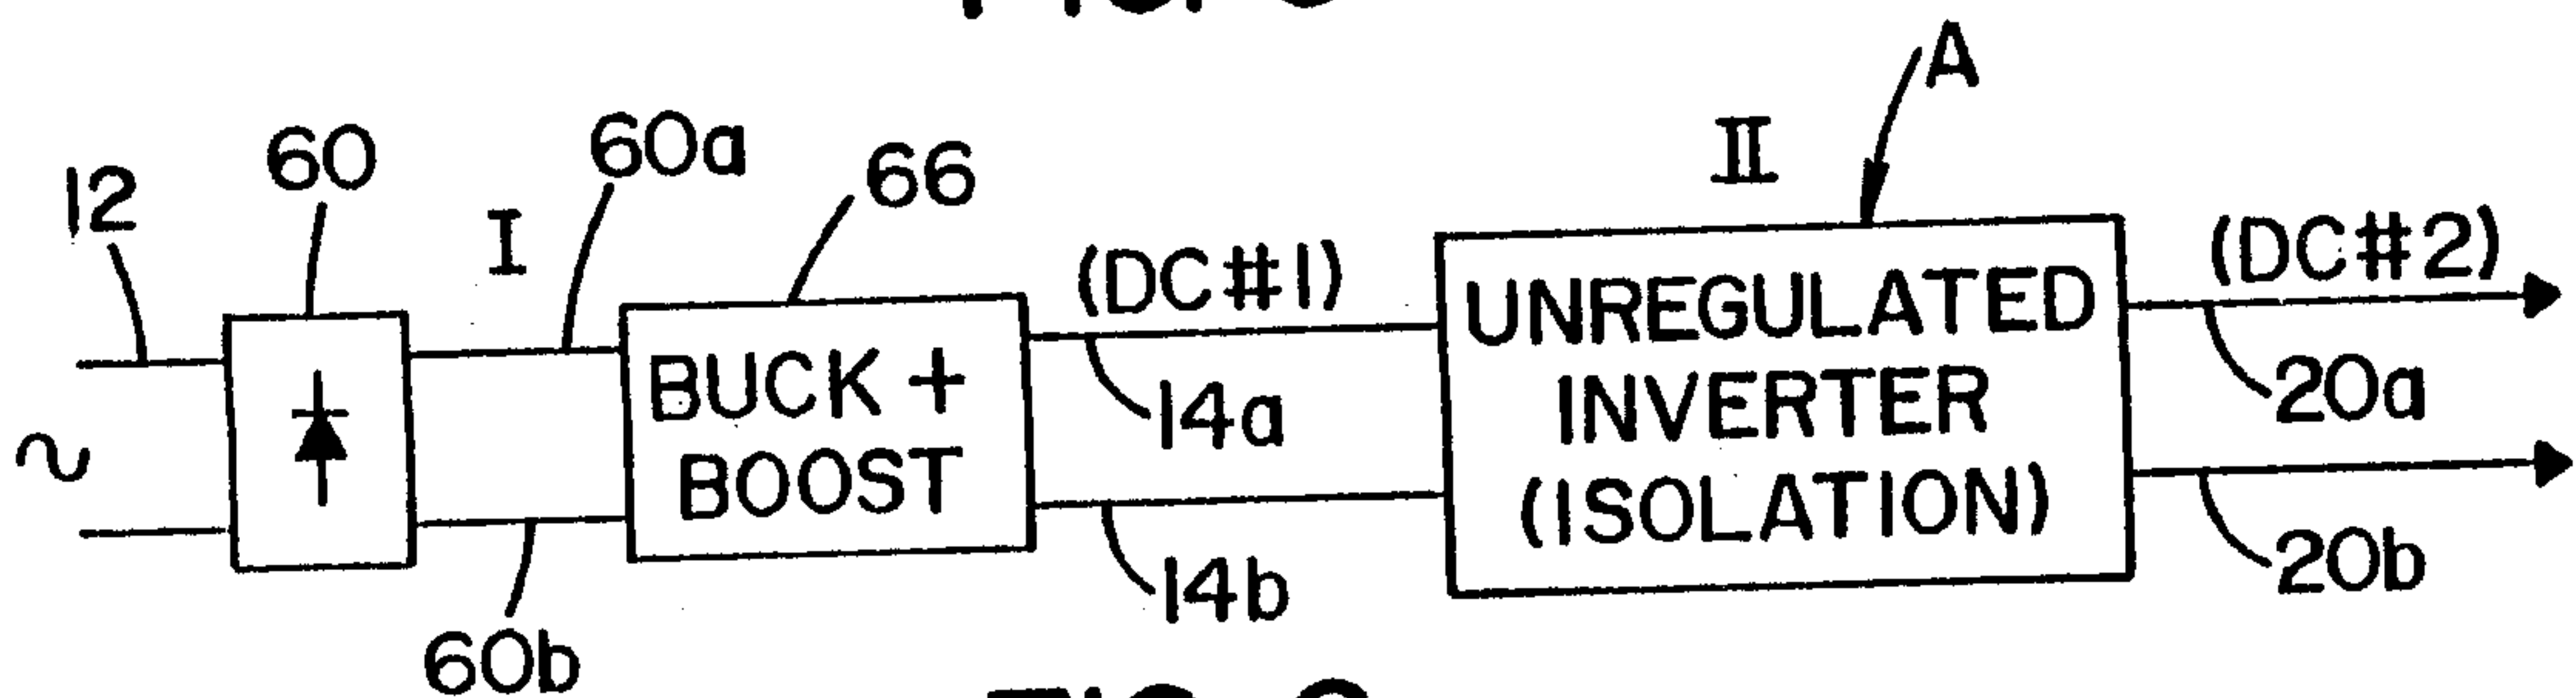 A
II
60
60a
66
12
I
(DC#1)
(DC#2)
BUCK +
BOOST
UNREGULATED
INVERTER
(ISOLATION)
14a
20a
14b
20b
60b